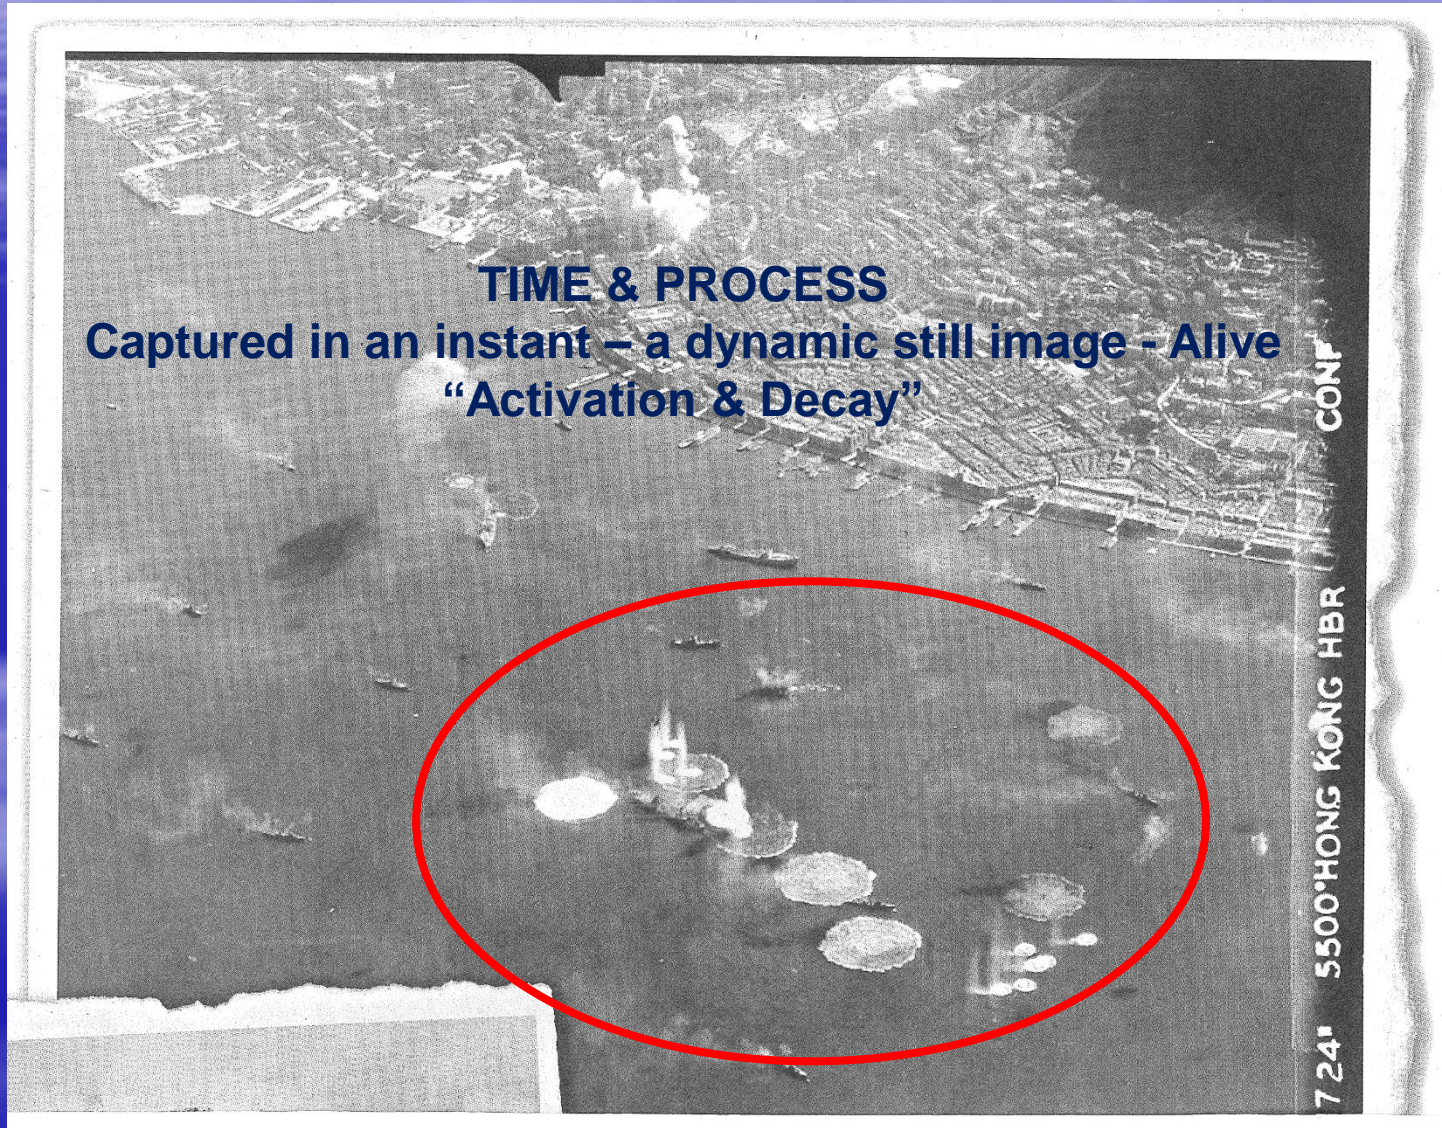 TIME & PROCESS
Captured in an instant – a dynamic still image - Alive
“Activation & Decay”
7 24" 5500' HONG KONG HBR CONF